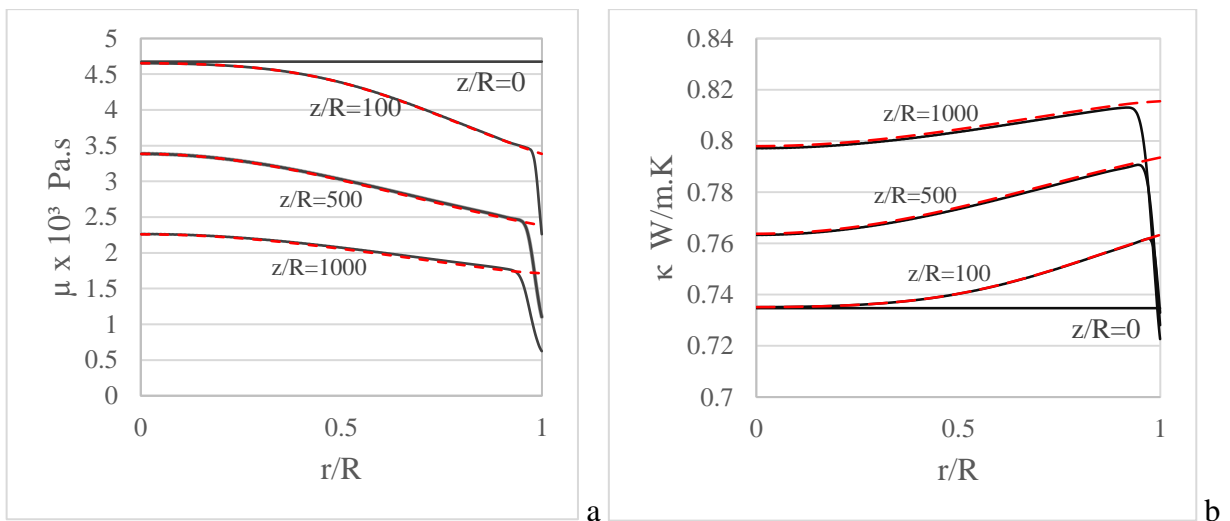 5
4.5
4
3.5
3
2.5
2
1.5
1
0.5
0
μ x 10³ Pa.s
z/R=0
z/R=100
z/R=500
z/R=1000
0 0.5 1
r/R
a
0.84
0.82
0.8
0.78
0.76
0.74
0.72
0.7
κ W/m.K
z/R=1000
z/R=500
z/R=100
z/R=0
0 0.5 1
r/R
b